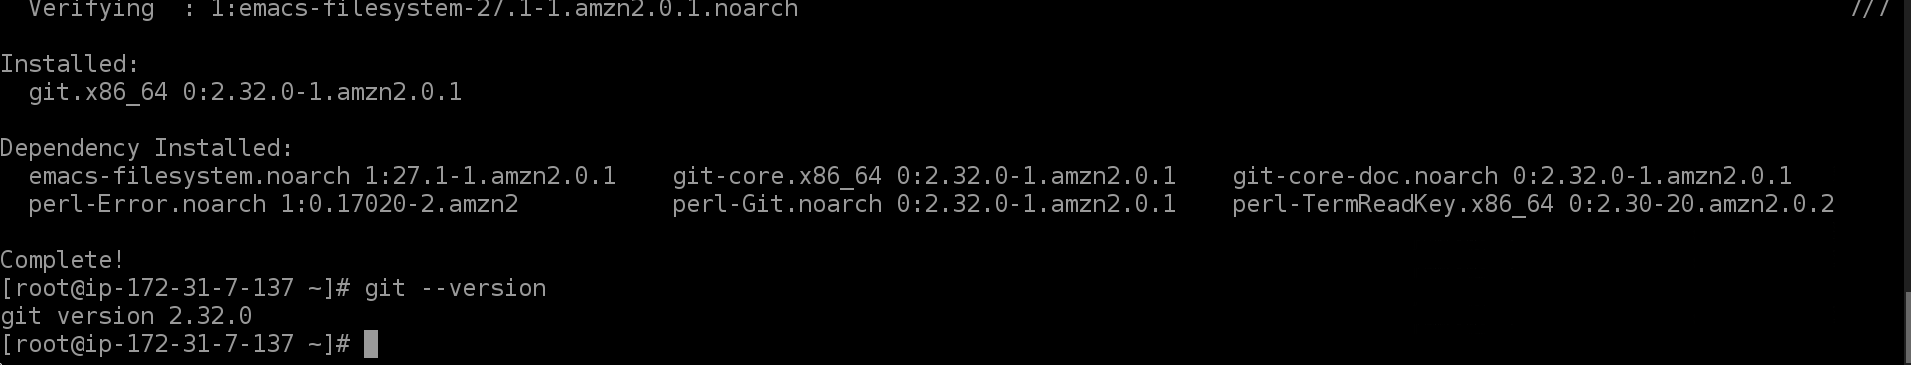 Verifying  : 1:emacs-filesystem-27.1-1.amzn2.0.1.noarch 7/7
Installed:
git.x86_64 0:2.32.0-1.amzn2.0.1
Dependency Installed:
emacs-filesystem.noarch 1:27.1-1.amzn2.0.1 git-core.x86_64 0:2.32.0-1.amzn2.0.1 git-core-doc.noarch 0:2.32.0-1.amzn2.0.1
perl-Error.noarch 1:0.17020-2.amzn2 perl-Git.noarch 0:2.32.0-1.amzn2.0.1 perl-TermReadKey.x86_64 0:2.30-20.amzn2.0.2
Complete!
[root@ip-172-31-7-137 ~]# git --version
git version 2.32.0
[root@ip-172-31-7-137 ~]#